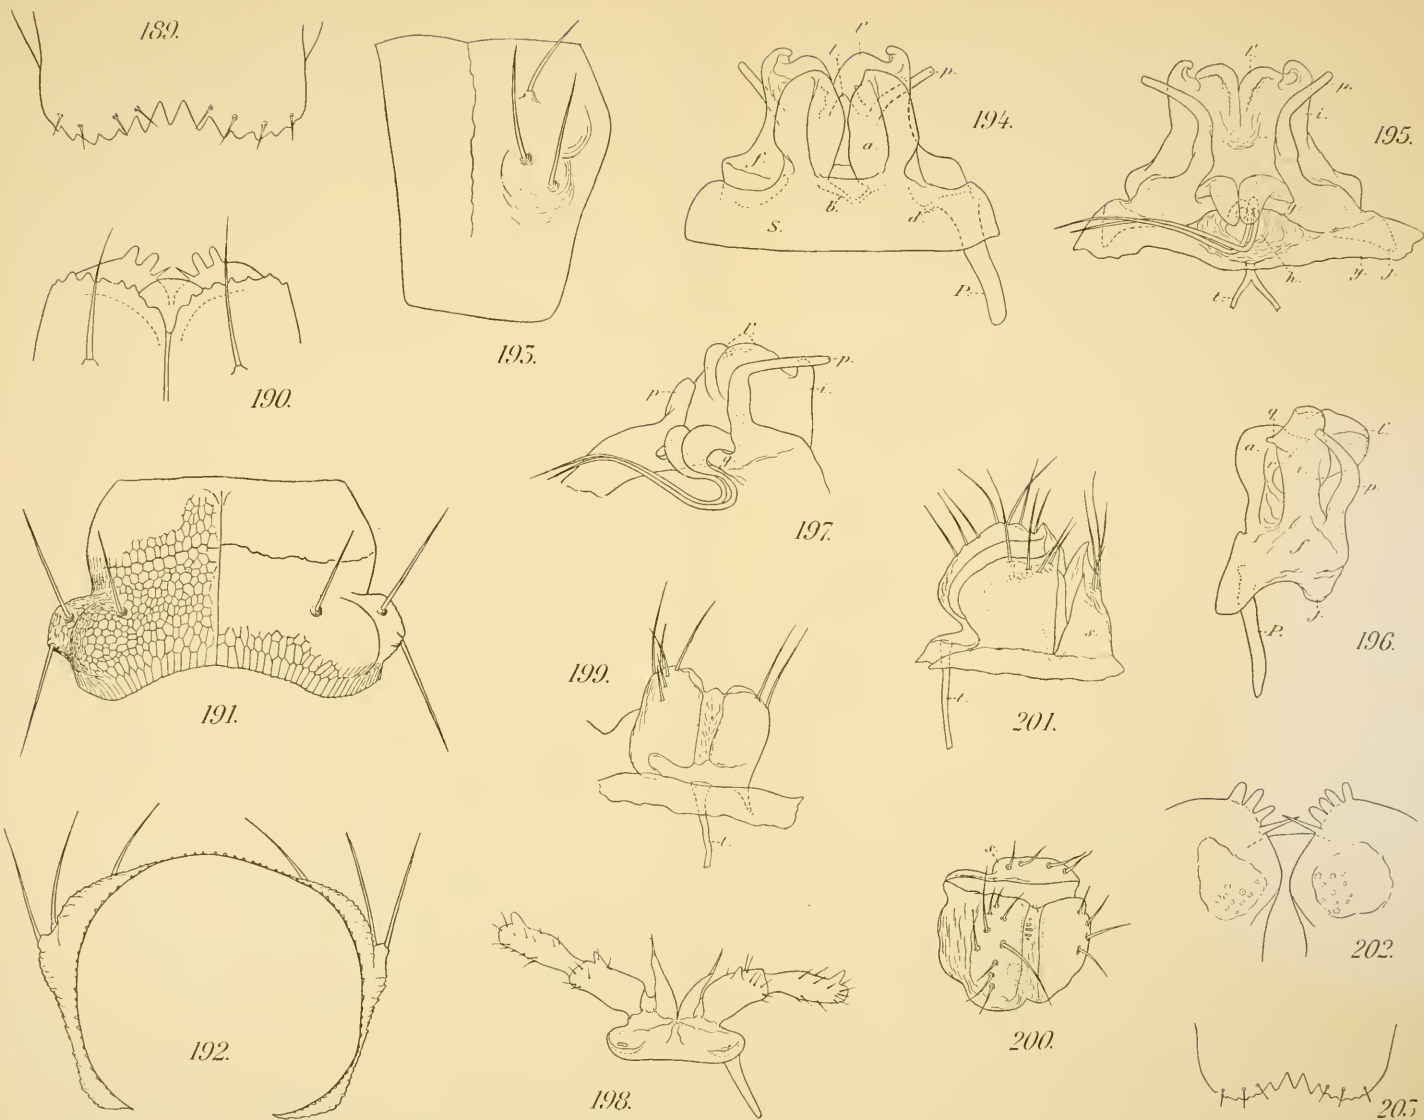 189.
190.
191.
192.
193.
l. l'. p.
194.
f. a.
b. d.
S.
P.
l'. p.
i.
195.
g.
t. h. y. j.
l'. p.
p. i.
g.
197.
q. l'.
a. p.
f.
P. j.
196.
199.
t.
s.
t.
201.
198.
s.
200.
202.
203